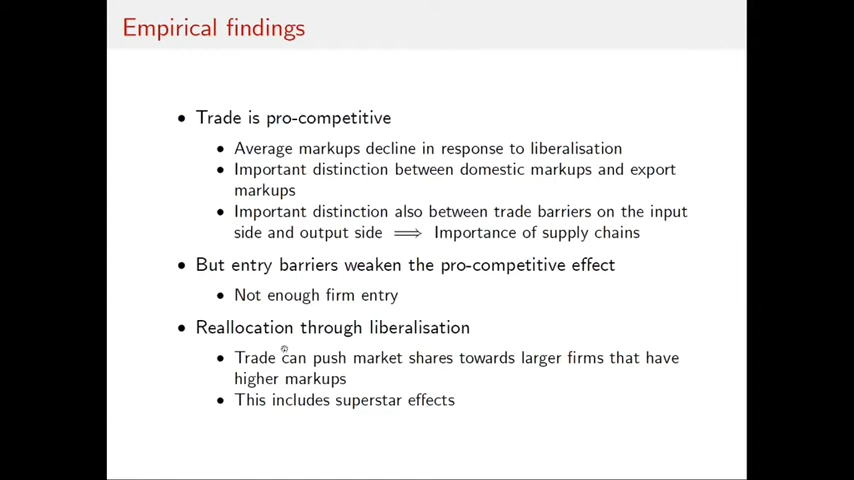 Empirical findings
• Trade is pro-competitive
• Average markups decline in response to liberalisation
• Important distinction between domestic markups and export
markups
• Important distinction also between trade barriers on the input
side and output side ⟹ Importance of supply chains
• But entry barriers weaken the pro-competitive effect
• Not enough firm entry
• Reallocation through liberalisation
• Trade can push market shares towards larger firms that have
higher markups
• This includes superstar effects